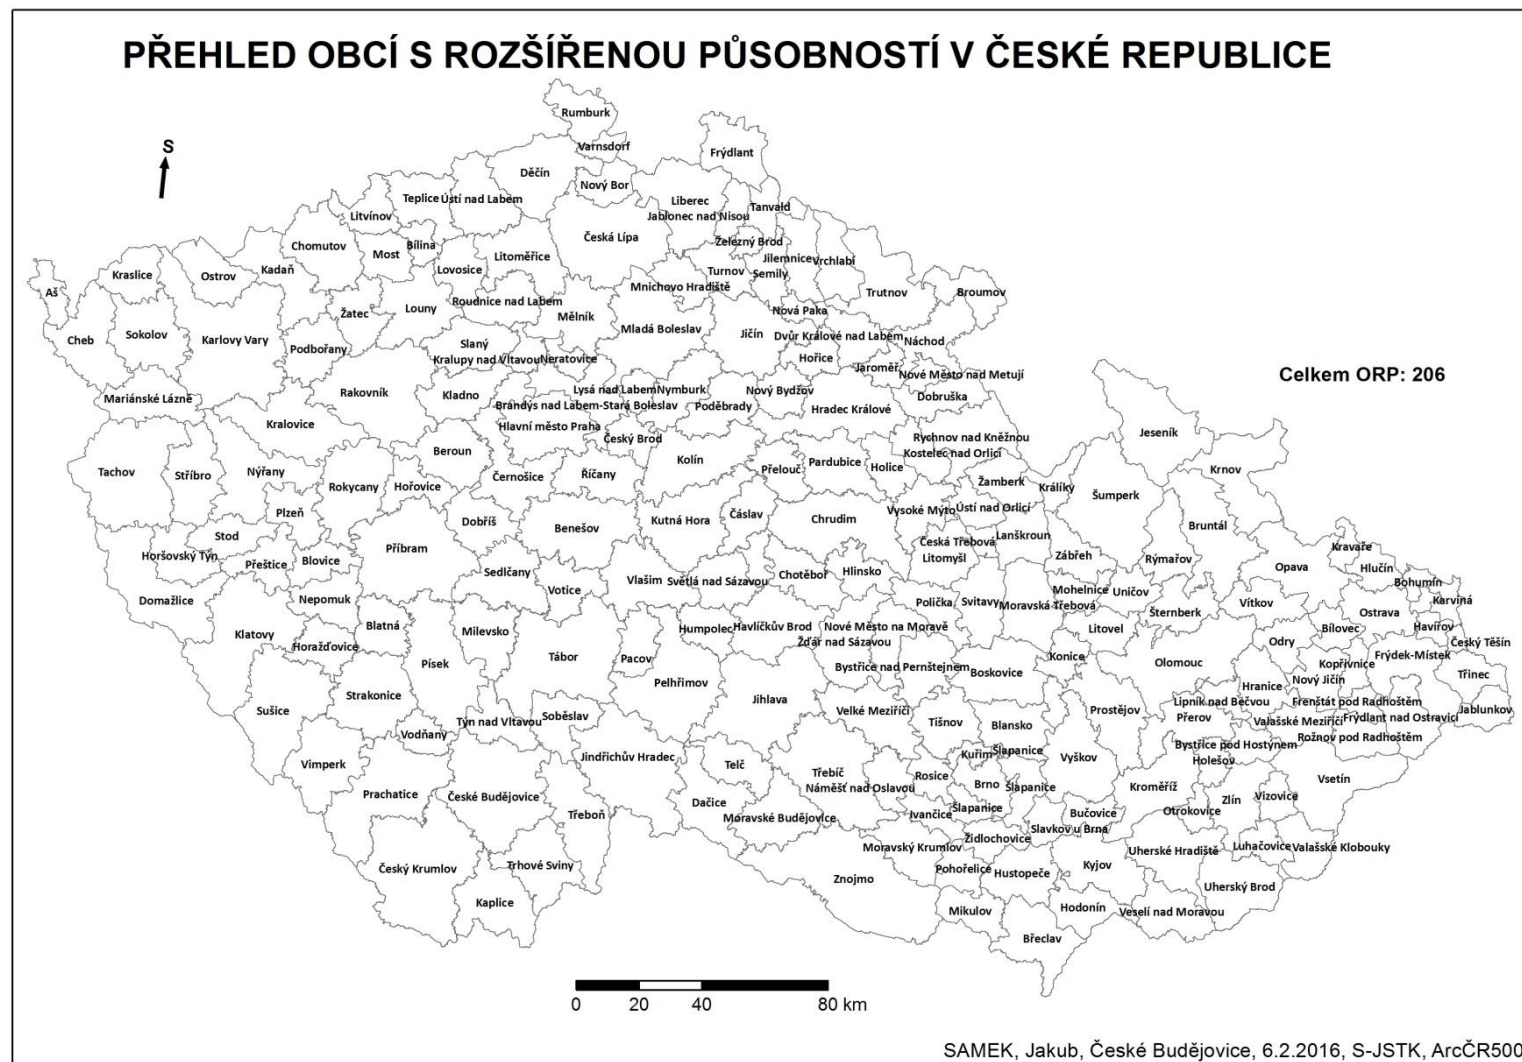 PŘEHLED OBCÍ S ROZŠÍŘENOU PŮSOBNOSTÍ V ČESKÉ REPUBLICE
S
Rumburk
Varnsdorf
Frýdlant
Děčín
Nový Bor
Teplice
Ústí nad Labem
Liberec
Tanvald
Litvínov
Jablonec nad Nisou
Česká Lípa
Železný Brod
Chomutov
Bílina
Most
Litoměřice
Jilemnice
Vrchlabí
Kraslice
Ostrov
Kadaň
Lovosice
Turnov
Semily
Aš
Mnichovo Hradiště
Trutnov
Broumov
Roudnice nad Labem
Louny
Žatec
Mělník
Nová Paka
Mladá Boleslav
Jičín
Sokolov
Cheb
Karlovy Vary
Podbořany
Slaný
Dvůr Králové nad Labem
Náchod
Kralupy nad Vltavou
Neratovice
Hořice
Jaroměř
Nové Město nad Metují
Celkem ORP: 206
Rakovník
Kladno
Lysá nad Labem
Nymburk
Nový Bydžov
Dobruška
Mariánské Lázně
Brandýs nad Labem-Stará Boleslav
Poděbrady
Hradec Králové
Kralovice
Hlavní město Praha
Český Brod
Rychnov nad Kněžnou
Jeseník
Beroun
Kostelec nad Orlicí
Kolín
Přelouč
Pardubice
Holice
Tachov
Stříbro
Nýřany
Rokycany
Hořovice
Černošice
Říčany
Žamberk
Králíky
Šumperk
Krnov
Plzeň
Dobříš
Benešov
Kutná Hora
Čáslav
Chrudim
Vysoké Mýto
Ústí nad Orlicí
Bruntál
Stod
Příbram
Česká Třebová
Lanškroun
Kravaře
Horšovský Týn
Přeštice
Blovice
Litomyšl
Zábřeh
Rýmařov
Opava
Hlučín
Sedlčany
Vlašim
Světlá nad Sázavou
Chotěboř
Hlinsko
Bohumín
Votice
Mohelnice
Uničov
Karviná
Domažlice
Nepomuk
Polička
Svitavy
Moravská Třebová
Šternberk
Vítkov
Ostrava
Klatovy
Blatná
Milevsko
Humpolec
Havlíčkův Brod
Nové Město na Moravě
Litovel
Bílovec
Havířov
Horažďovice
Žďár nad Sázavou
Odry
Český Těšín
Tábor
Pacov
Písek
Bystřice nad Pernštejnem
Boskovice
Konice
Olomouc
Kopřivnice
Frýdek-Místek
Třinec
Pelhřimov
Jihlava
Hranice
Nový Jičín
Strakonice
Sušice
Velké Meziříčí
Prostějov
Lipník nad Bečvou
Frenštát pod Radhoštěm
Jablunkov
Týn nad Vltavou
Soběslav
Tišnov
Blansko
Přerov
Valašské Meziříčí
Frýdlant nad Ostravicí
Vodňany
Rožnov pod Radhoštěm
Jindřichův Hradec
Kuřim
Šlapanice
Vyškov
Bystřice pod Hostýnem
Vimperk
Telč
Třebíč
Rosice
Holešov
Vsetín
Náměšť nad Oslavou
Brno
Šlapanice
Kroměříž
Prachatice
České Budějovice
Dačice
Zlín
Vizovice
Třeboň
Moravské Budějovice
Ivančice
Šlapanice
Bučovice
Otrokovice
Slavkov u Brna
Židlochovice
Moravský Krumlov
Uherské Hradiště
Luhačovice
Valašské Klobouky
Český Krumlov
Trhové Sviny
Znojmo
Pohořelice
Hustopeče
Kyjov
Uherský Brod
Kaplice
Mikulov
Hodonín
Veselí nad Moravou
Břeclav
0 20 40 80 km
SAMEK, Jakub, České Budějovice, 6.2.2016, S-JSTK, ArcČR500